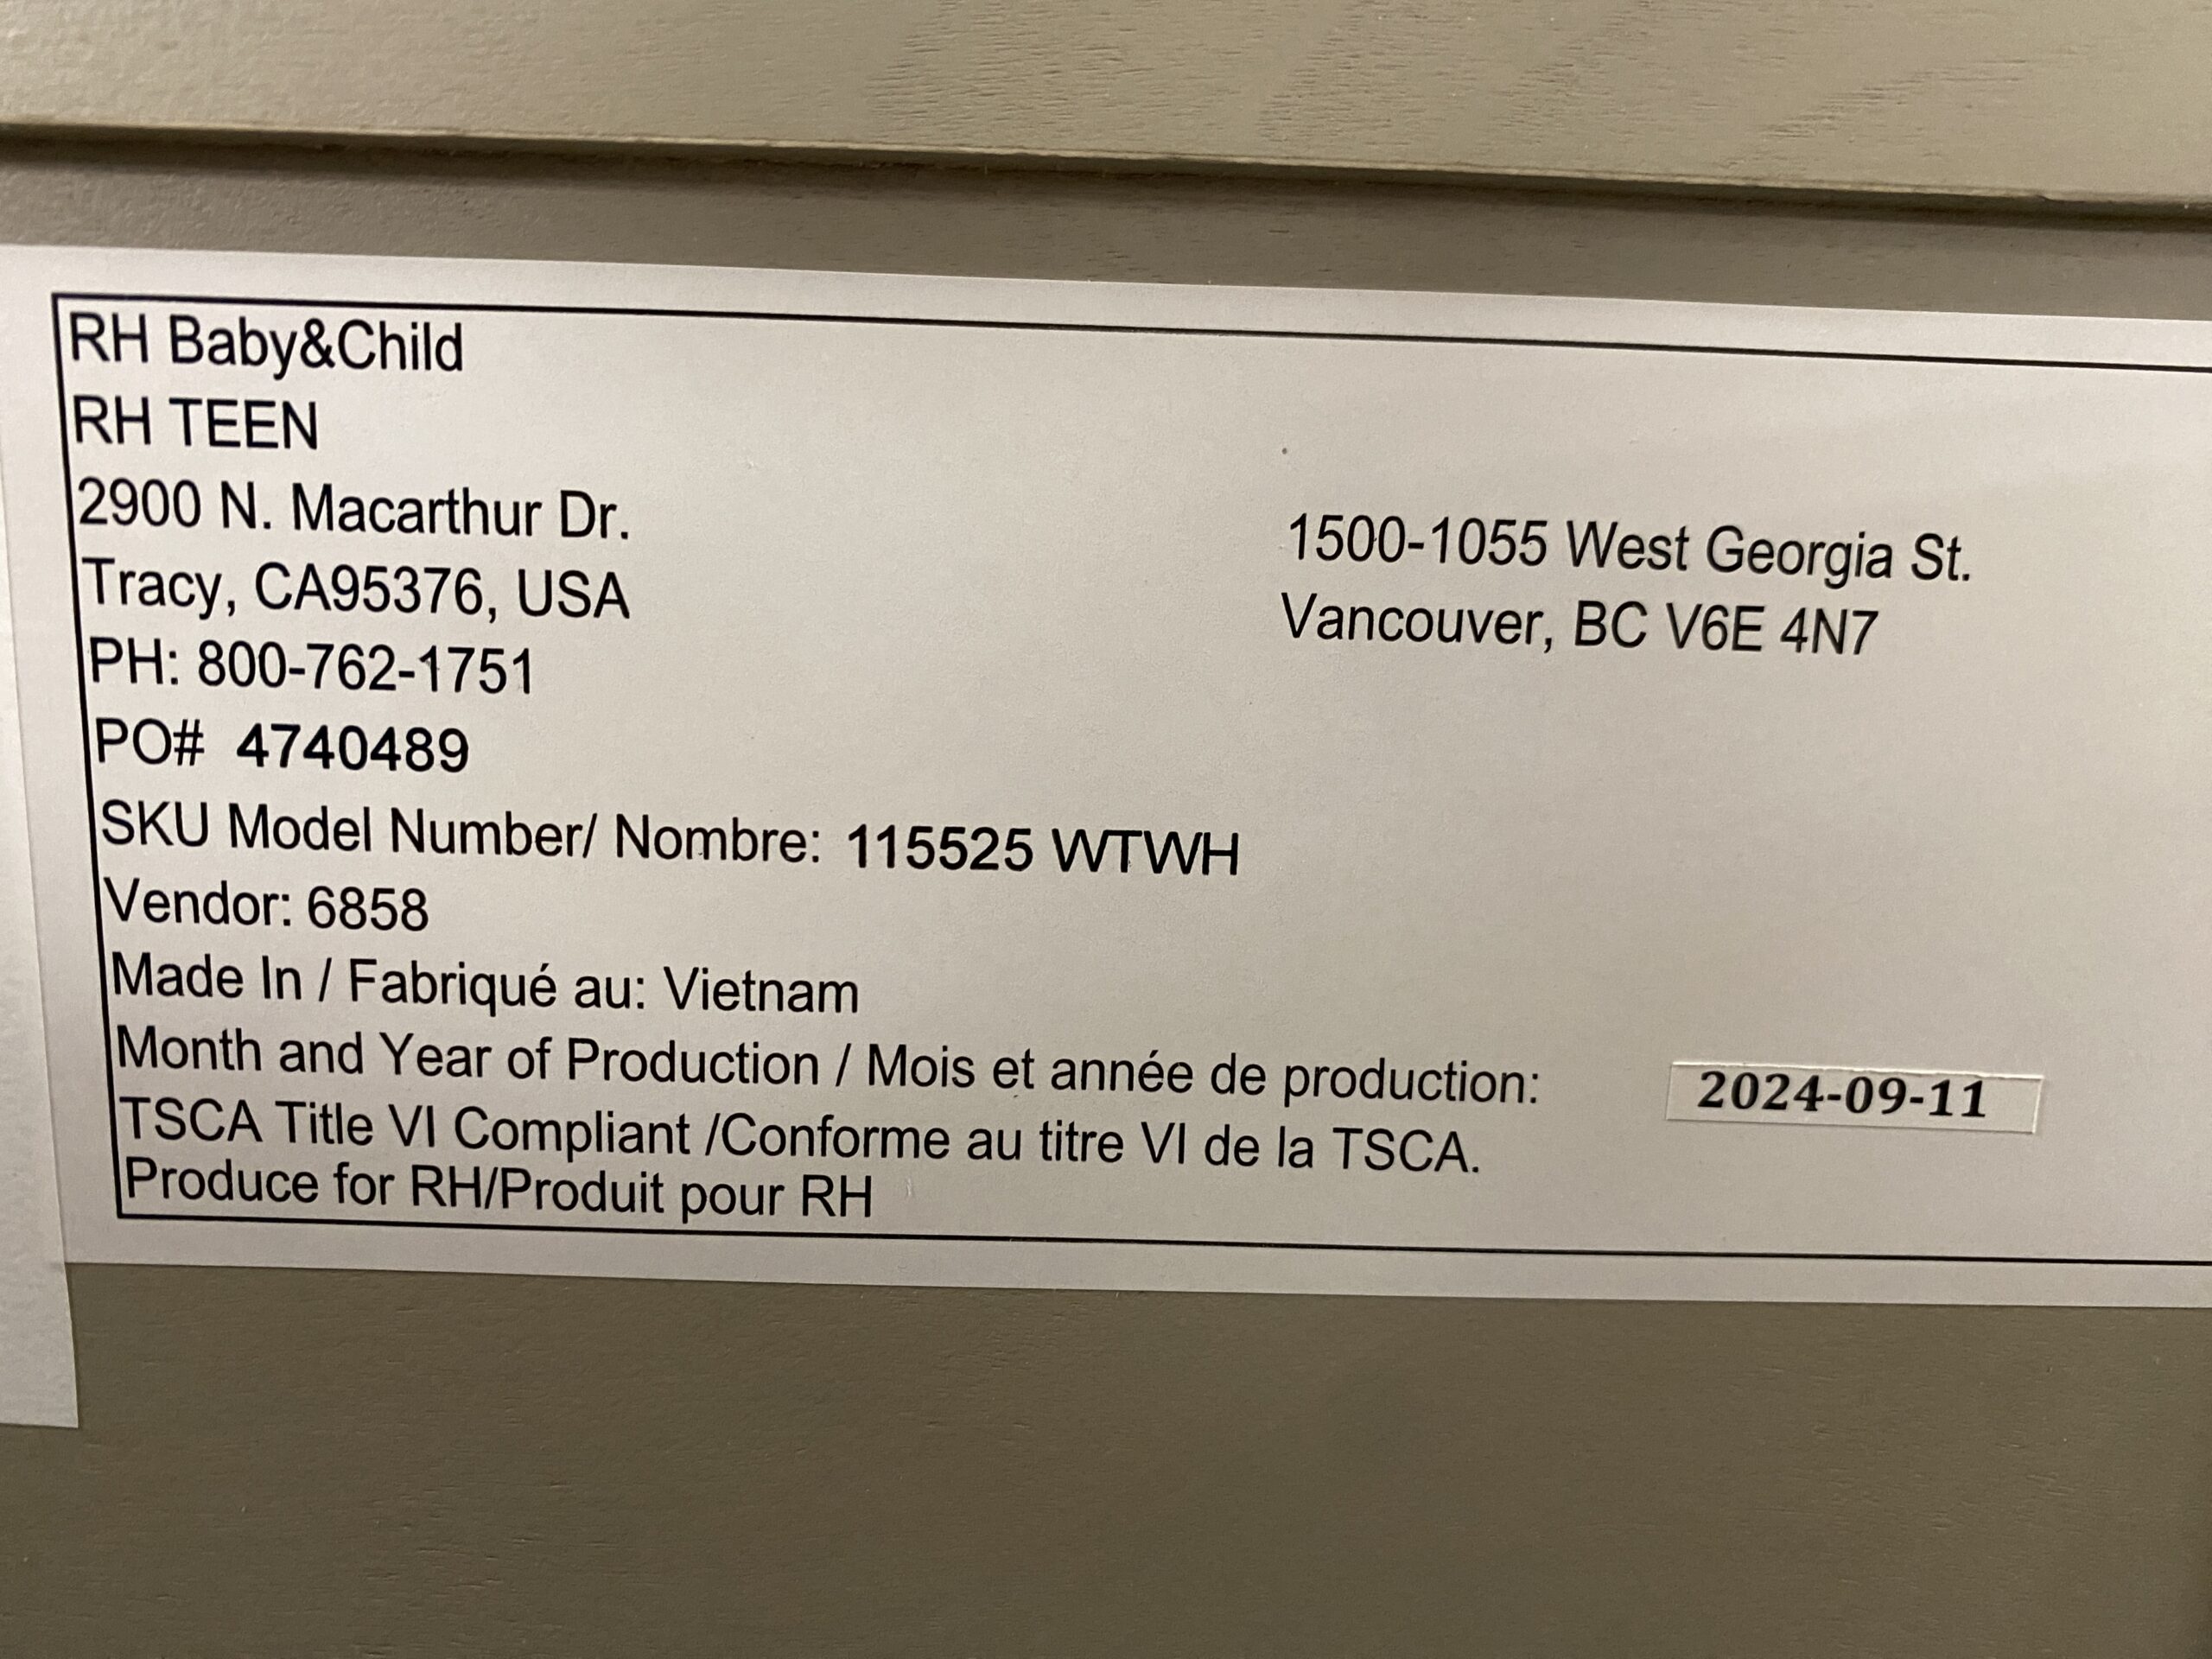 RH Baby&Child
RH TEEN
2900 N. Macarthur Dr.
Tracy, CA95376, USA
1500-1055 West Georgia St.
Vancouver, BC V6E 4N7
PH: 800-762-1751
PO# 4740489
SKU Model Number/ Nombre: 115525 WTWH
Vendor: 6858
Made In / Fabriqué au: Vietnam
Month and Year of Production / Mois et année de production: 2024-09-11
TSCA Title VI Compliant /Conforme au titre VI de la TSCA.
Produce for RH/Produit pour RH